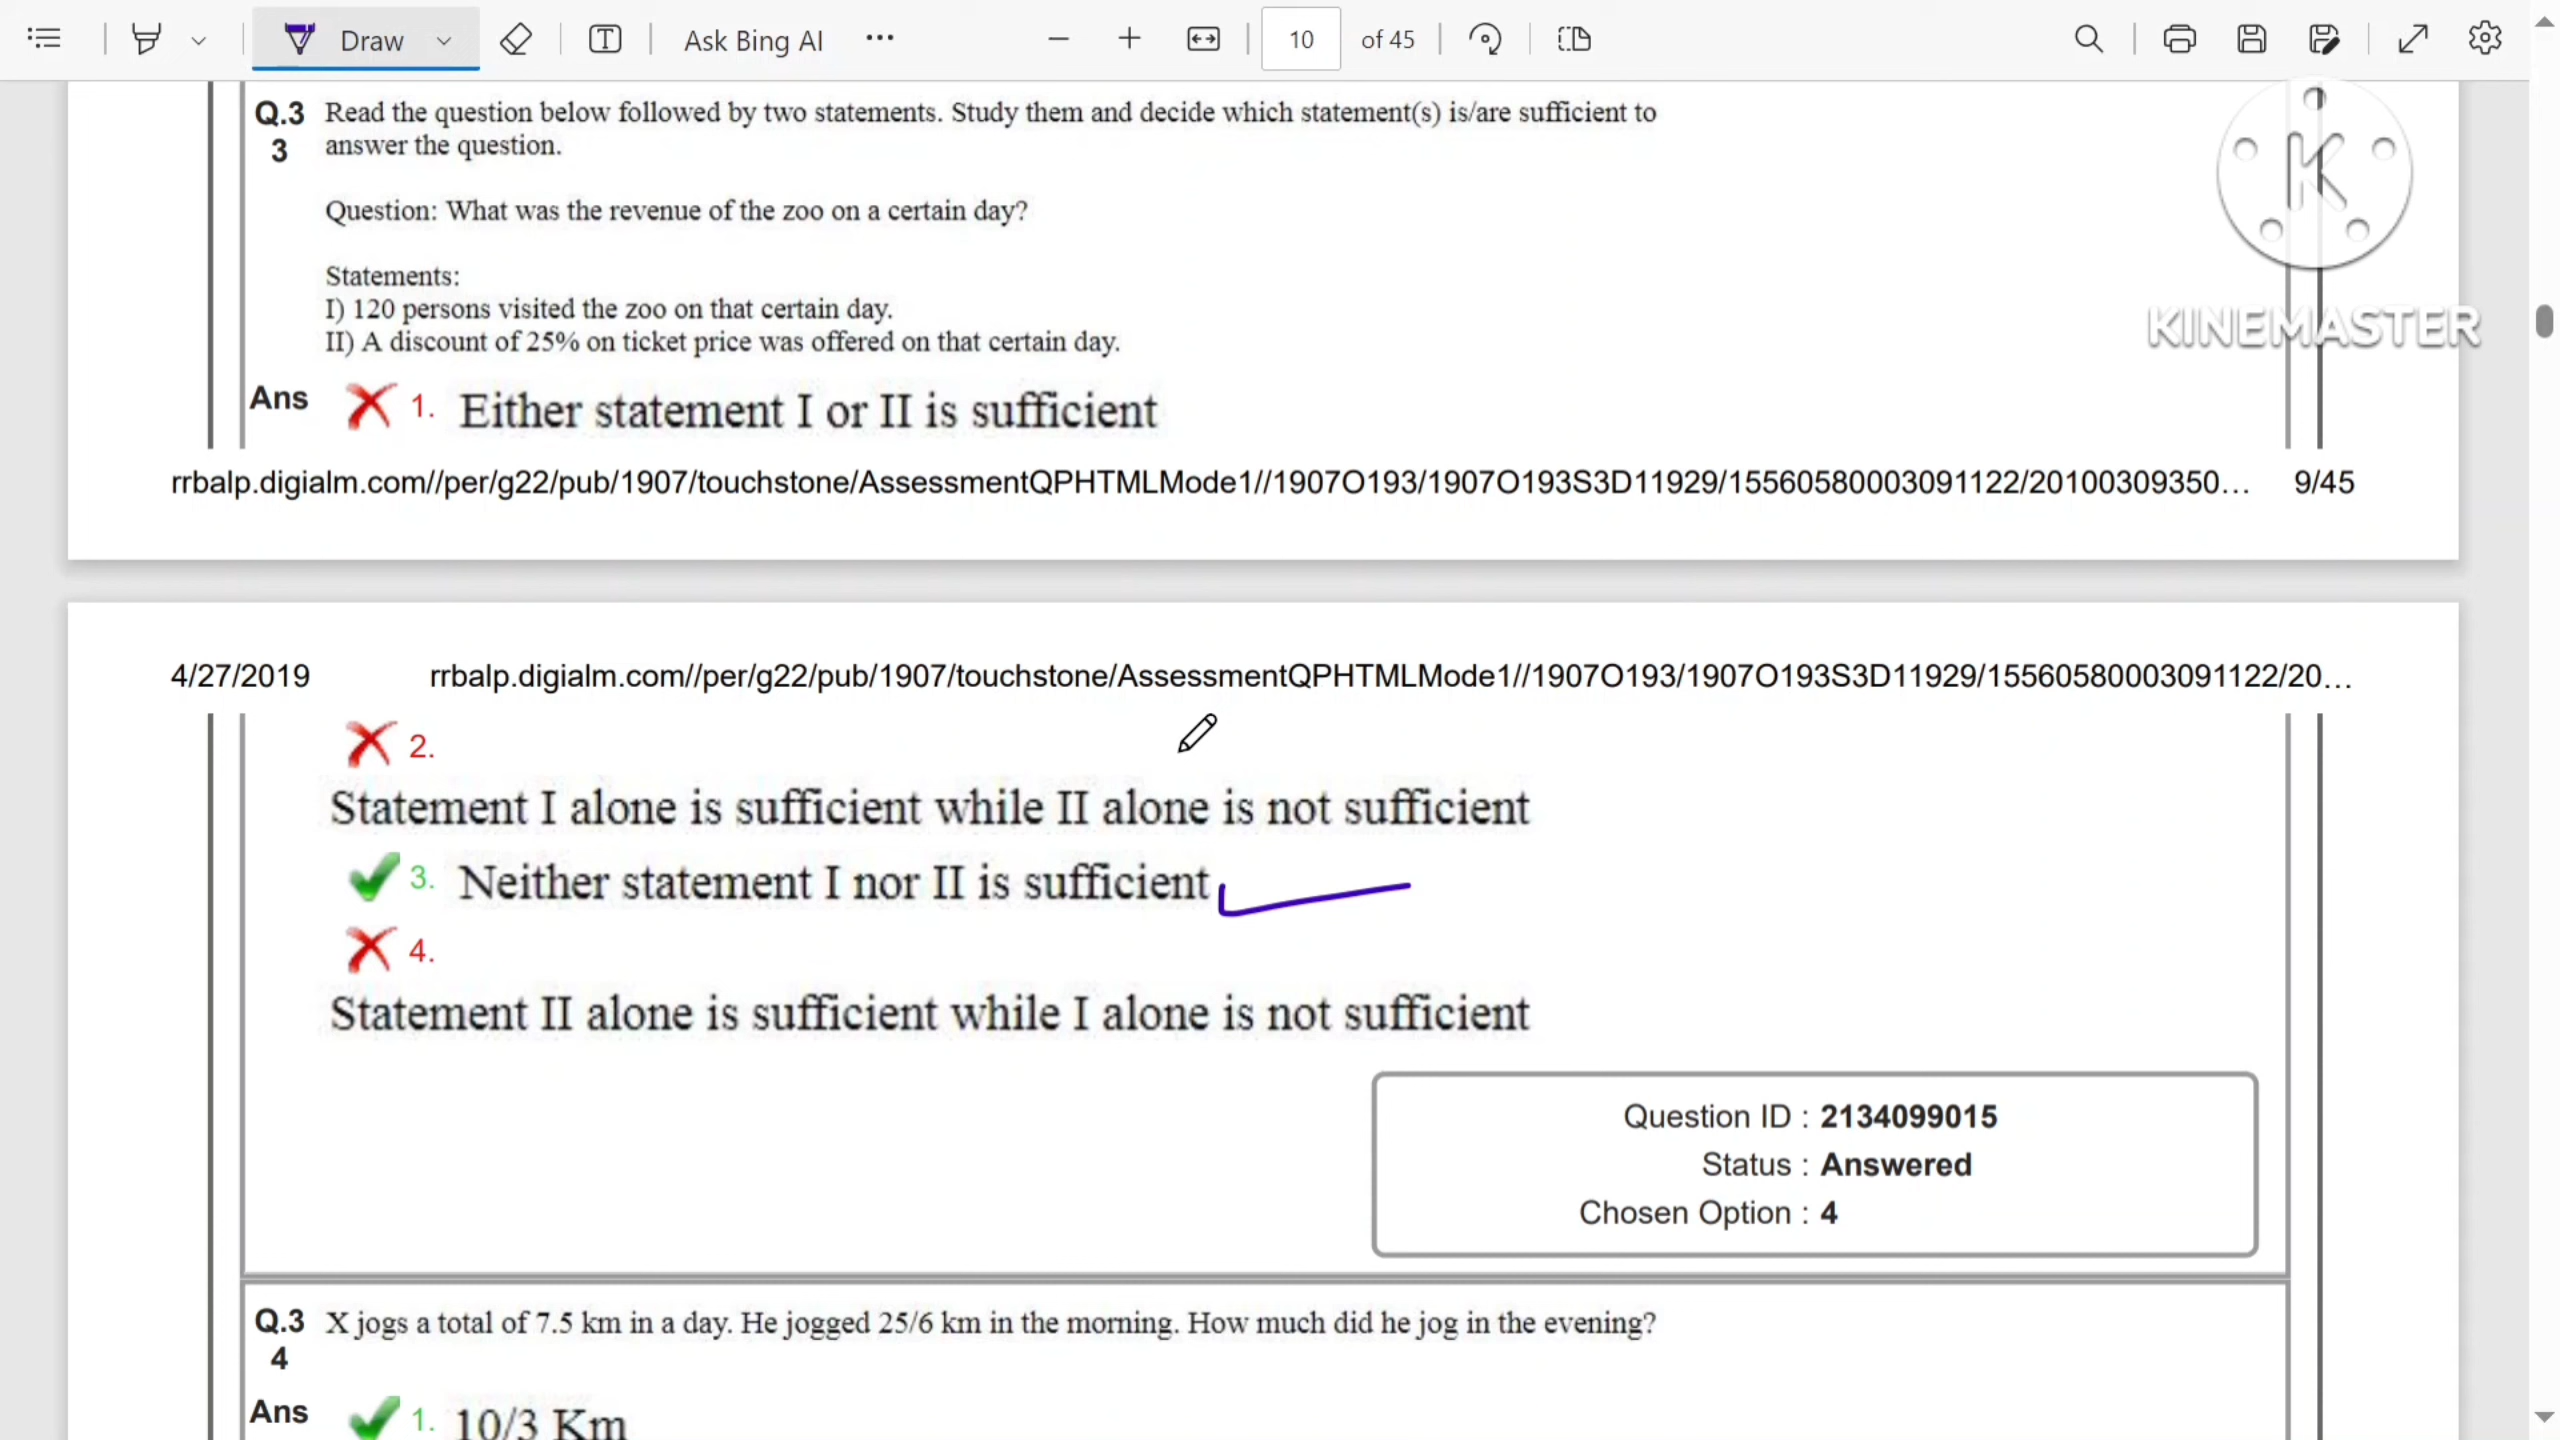 Draw
Ask Bing AI
10 of 45
Q.3 Read the question below followed by two statements. Study them and decide which statement(s) is/are sufficient to
3 answer the question.
Question: What was the revenue of the zoo on a certain day?
Statements:
I) 120 persons visited the zoo on that certain day.
II) A discount of 25% on ticket price was offered on that certain day.
K
KINEMASTER
Ans 1. Either statement I or II is sufficient
rrbalp.digialm.com//per/g22/pub/1907/touchstone/AssessmentQPHTMLMode1//1907O193/1907O193S3D11929/15560580003091122/20100309350... 9/45
4/27/2019 rrbalp.digialm.com//per/g22/pub/1907/touchstone/AssessmentQPHTMLMode1//1907O193/1907O193S3D11929/15560580003091122/20...
2.
Statement I alone is sufficient while II alone is not sufficient
3. Neither statement I nor II is sufficient
4.
Statement II alone is sufficient while I alone is not sufficient
Question ID : 2134099015
Status : Answered
Chosen Option : 4
Q.3 X jogs a total of 7.5 km in a day. He jogged 25/6 km in the morning. How much did he jog in the evening?
4
Ans 1. 10/3 Km